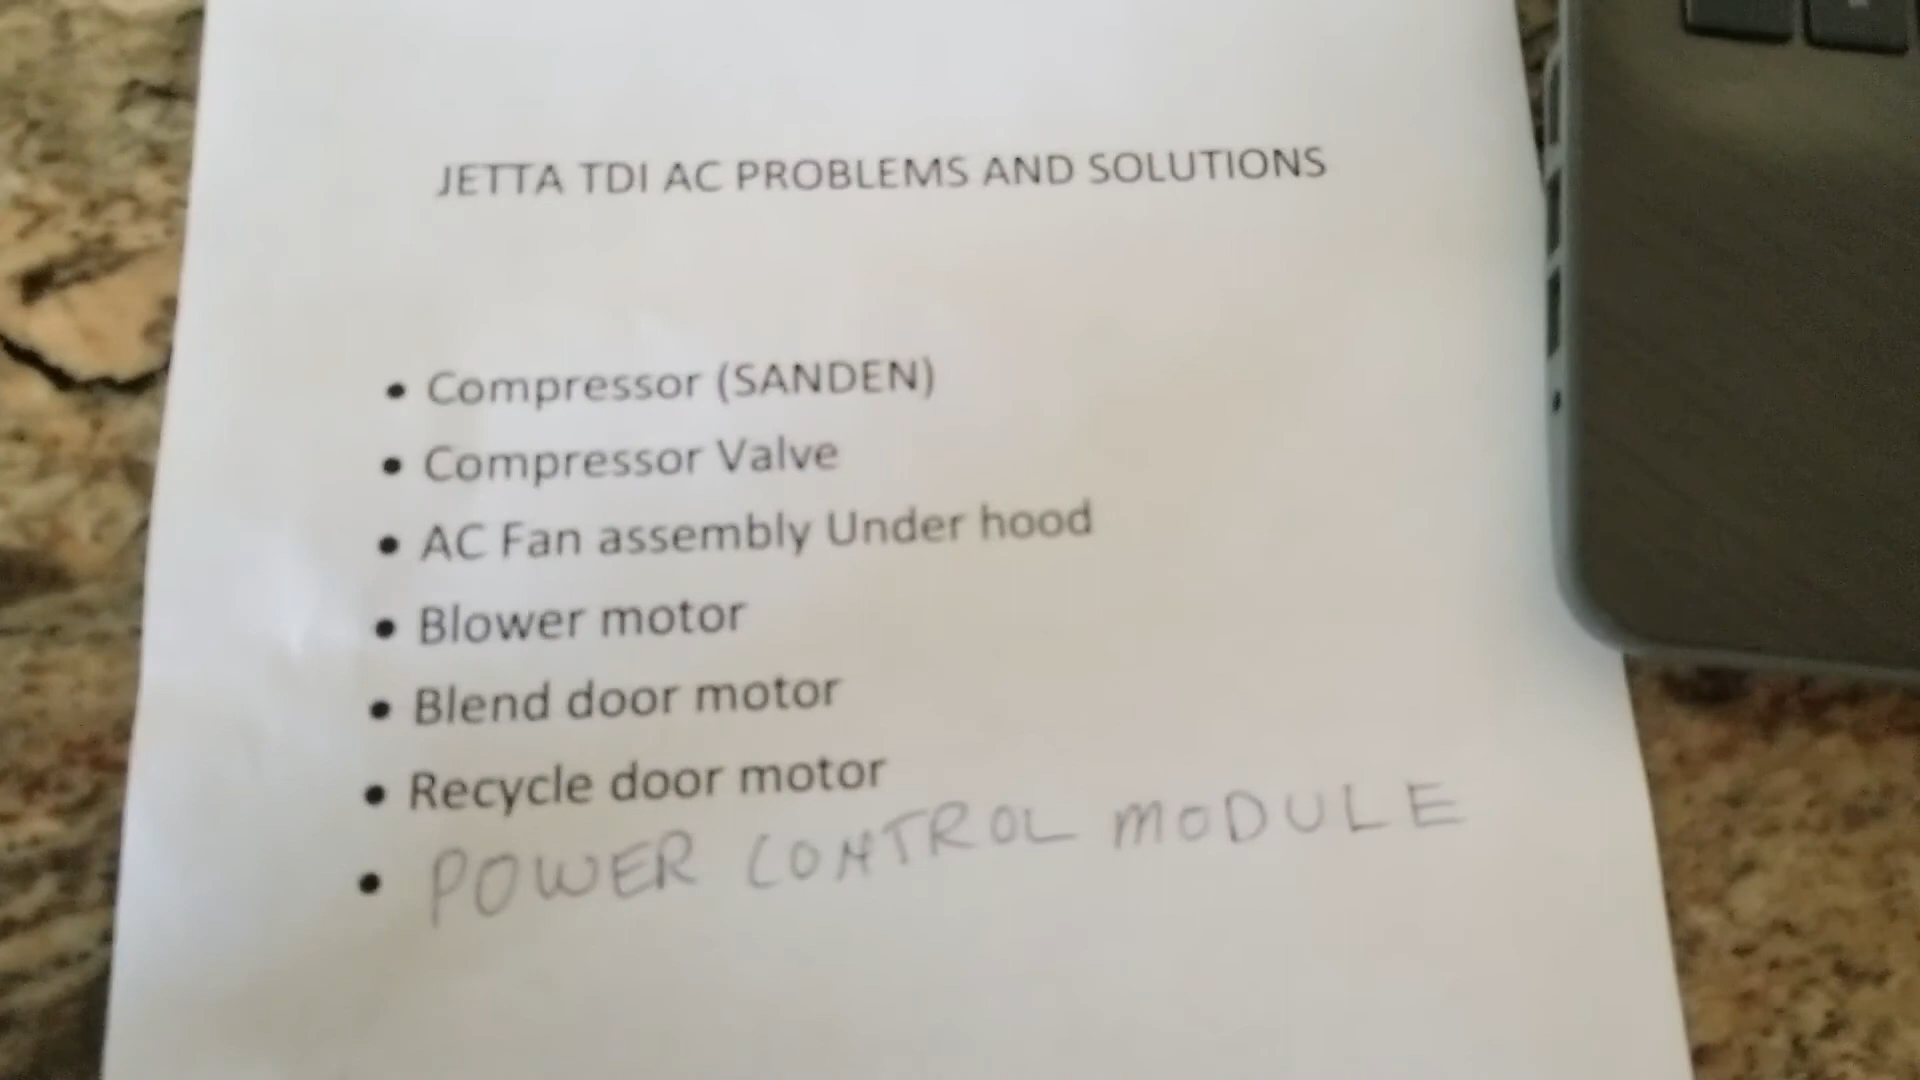 JETTA TDI AC PROBLEMS AND SOLUTIONS
• Compressor (SANDEN)
• Compressor Valve
• AC Fan assembly Under hood
• Blower motor
• Blend door motor
• Recycle door motor
• POWER CONTROL MODULE